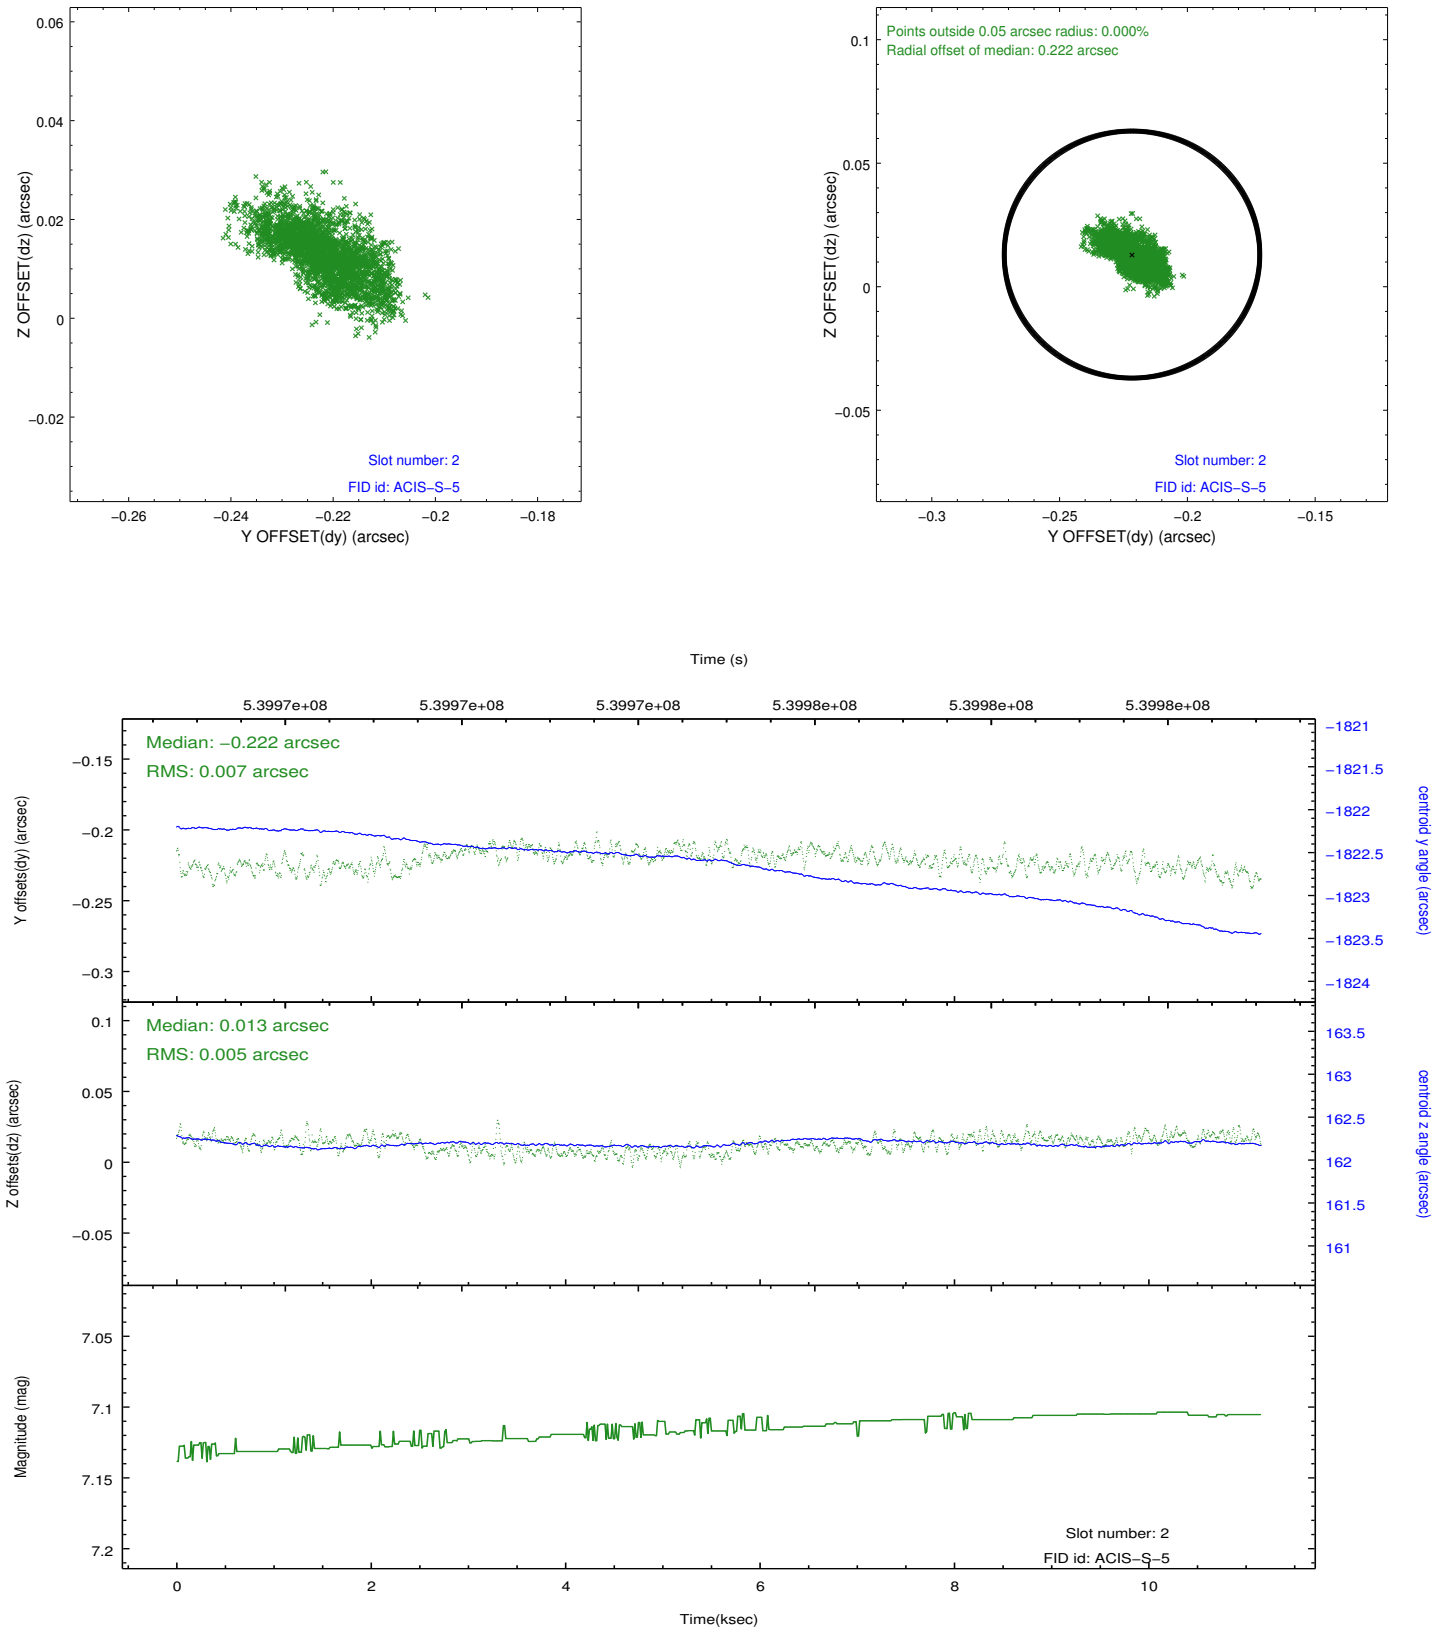 0.06
0.04
0.02
0
−0.02
Z OFFSET(dz) (arcsec)
Slot number: 2
FID id: ACIS−S−5
−0.26 −0.24 −0.22 −0.2 −0.18
Y OFFSET(dy) (arcsec)
Points outside 0.05 arcsec radius: 0.000%
Radial offset of median: 0.222 arcsec
0.1
0.05
0
−0.05
Z OFFSET(dz) (arcsec)
Slot number: 2
FID id: ACIS−S−5
−0.3 −0.25 −0.2 −0.15
Y OFFSET(dy) (arcsec)
Time (s)
5.3997e+08 5.3997e+08 5.3997e+08 5.3998e+08 5.3998e+08 5.3998e+08
Median: −0.222 arcsec
RMS: 0.007 arcsec
−0.15
−0.2
−0.25
−0.3
Y offsets(dy) (arcsec)
−1821
−1821.5
−1822
−1822.5
−1823
−1823.5
−1824
centroid y angle (arcsec)
Median: 0.013 arcsec
RMS: 0.005 arcsec
0.1
0.05
0
−0.05
Z offsets(dz) (arcsec)
163.5
163
162.5
162
161.5
161
centroid z angle (arcsec)
7.05
7.1
7.15
7.2
Magnitude (mag)
Slot number: 2
FID id: ACIS−S−5
0 2 4 6 8 10
Time(ksec)